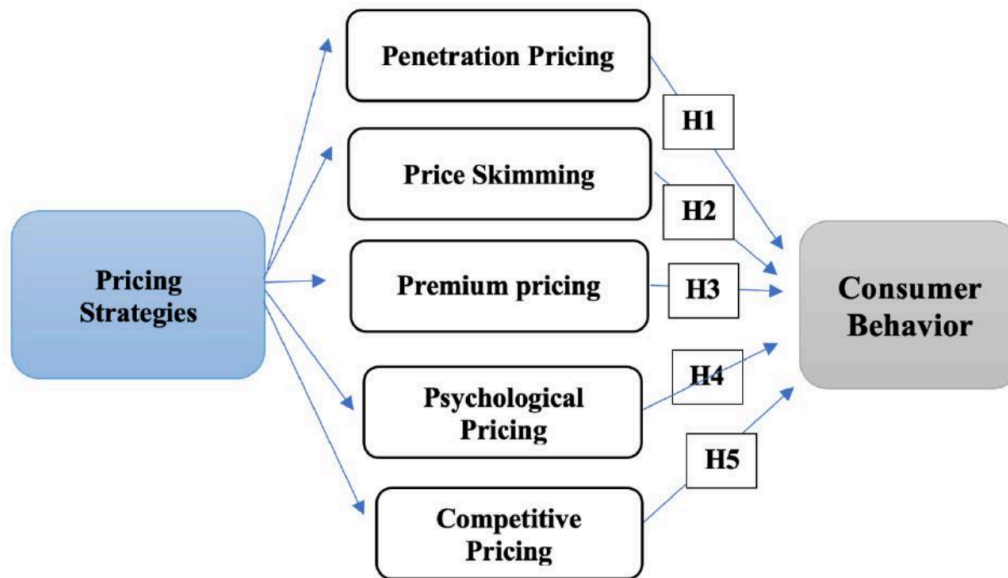 Penetration Pricing
H1
Price Skimming
H2
Pricing
Strategies
Premium pricing
H3
Consumer
Behavior
Psychological
Pricing
H4
H5
Competitive
Pricing